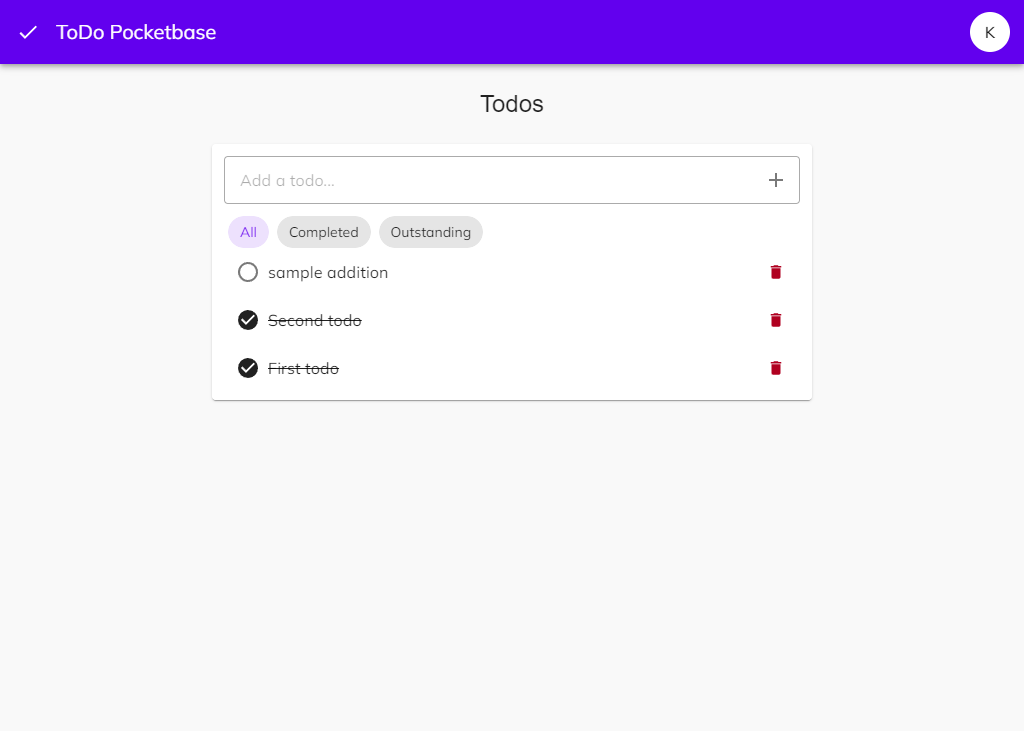 ToDo Pocketbase
K
Todos
Add a todo...
All Completed Outstanding
sample addition
Second todo
First todo